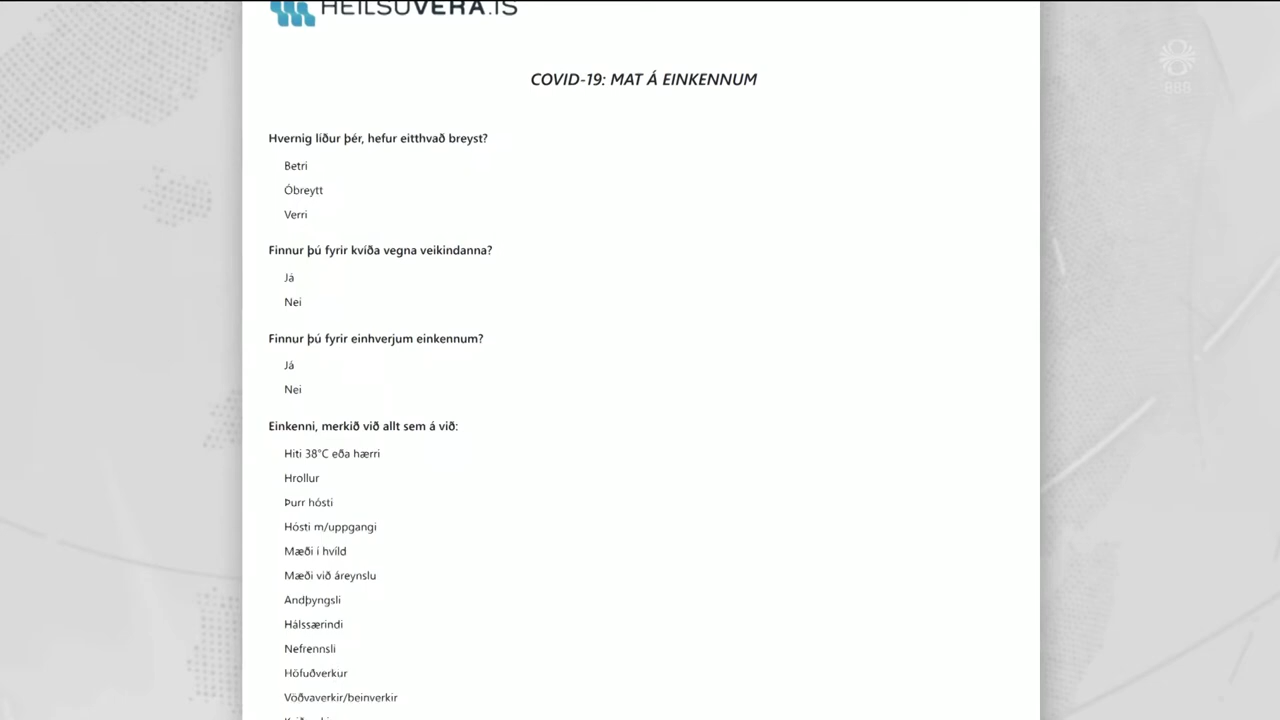 HEILSUVERA.IS
888
COVID-19: MAT Á EINKENNUM
Hvernig líður þér, hefur eitthvað breyst?
Betri
Óbreytt
Verri
Finnur þú fyrir kvíða vegna veikindanna?
Já
Nei
Finnur þú fyrir einhverjum einkennum?
Já
Nei
Einkenni, merkið við allt sem á við:
Hiti 38°C eða hærri
Hrollur
Þurr hósti
Hósti m/uppgangi
Mæði í hvíld
Mæði við áreynslu
Andþyngsli
Hálssærindi
Nefrennsli
Höfuðverkur
Vöðvaverkir/beinverkir